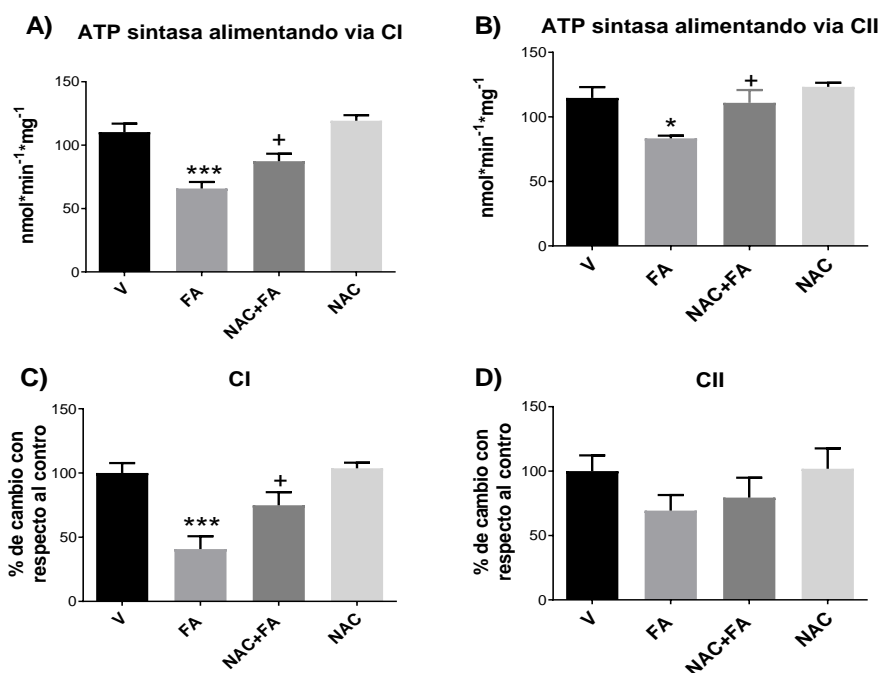 A) ATP sintasa alimentando via CI
nmol*min-1*mg-1
150
100
50
0
***
+
V
FA
NAC+FA
NAC
B) ATP sintasa alimentando via CII
nmol*min-1*mg-1
150
100
50
0
*
+
V
FA
NAC+FA
NAC
C) CI
% de cambio con
respecto al contro
150
100
50
0
***
+
V
FA
NAC+FA
NAC
D) CII
% de cambio con
respecto al contro
150
100
50
0
V
FA
NAC+FA
NAC